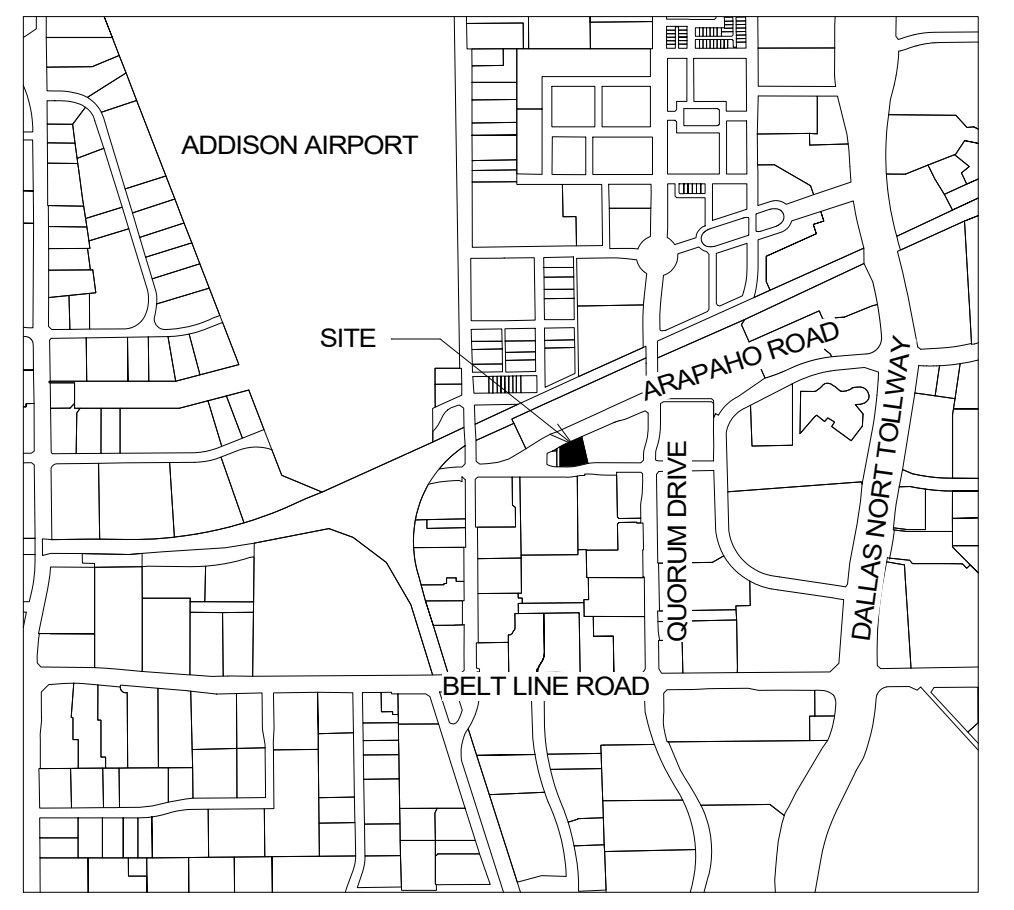 ADDISON AIRPORT
SITE
ARAPAHO ROAD
QUORUM DRIVE
DALLAS NORT TOLLWAY
BELT LINE ROAD